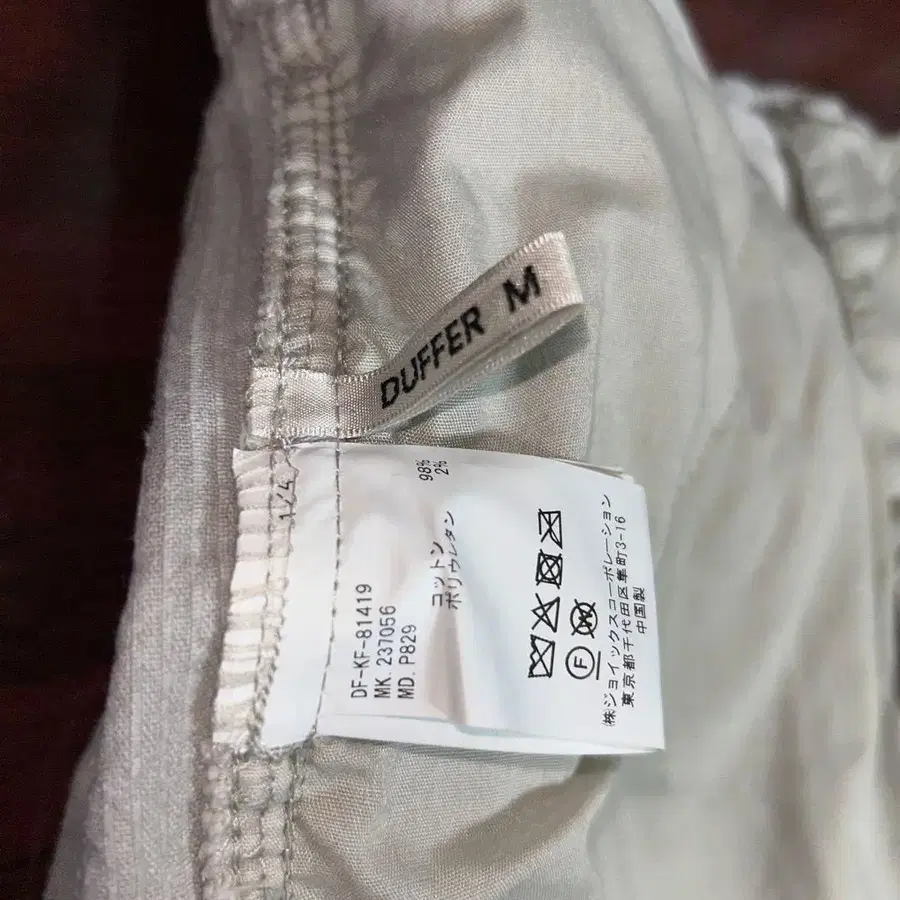 DUFFER M
1/4
DF-KF-81419
MK. 237056
MD. P829
コットン 98%
ポリウレタン 2%
F
W
(株)ジョイックスコーポレーション
東京都千代田区隼町3-16
中国製